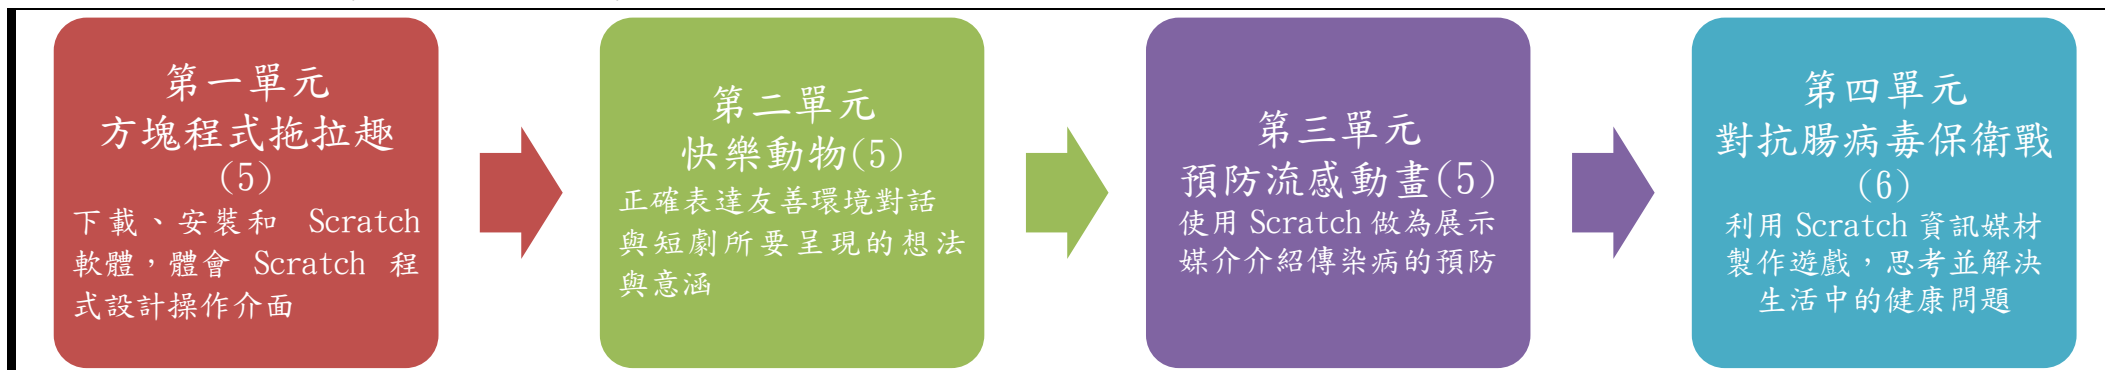 第一單元
方塊程式拖拉趣
(5)
下載、安裝和 Scratch
軟體，體會 Scratch 程
式設計操作介面
第二單元
快樂動物(5)
正確表達友善環境對話
與短劇所要呈現的想法
與意涵
第三單元
預防流感動畫(5)
使用 Scratch 做為展示
媒介介紹傳染病的預防
第四單元
對抗腸病毒保衛戰
(6)
利用 Scratch 資訊媒材
製作遊戲，思考並解決
生活中的健康問題